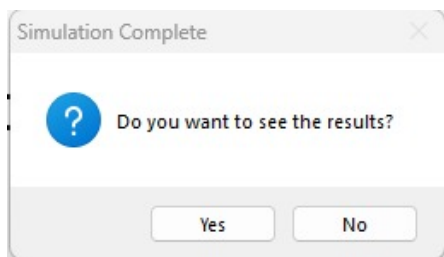 Simulation Complete
Do you want to see the results?
Yes
No